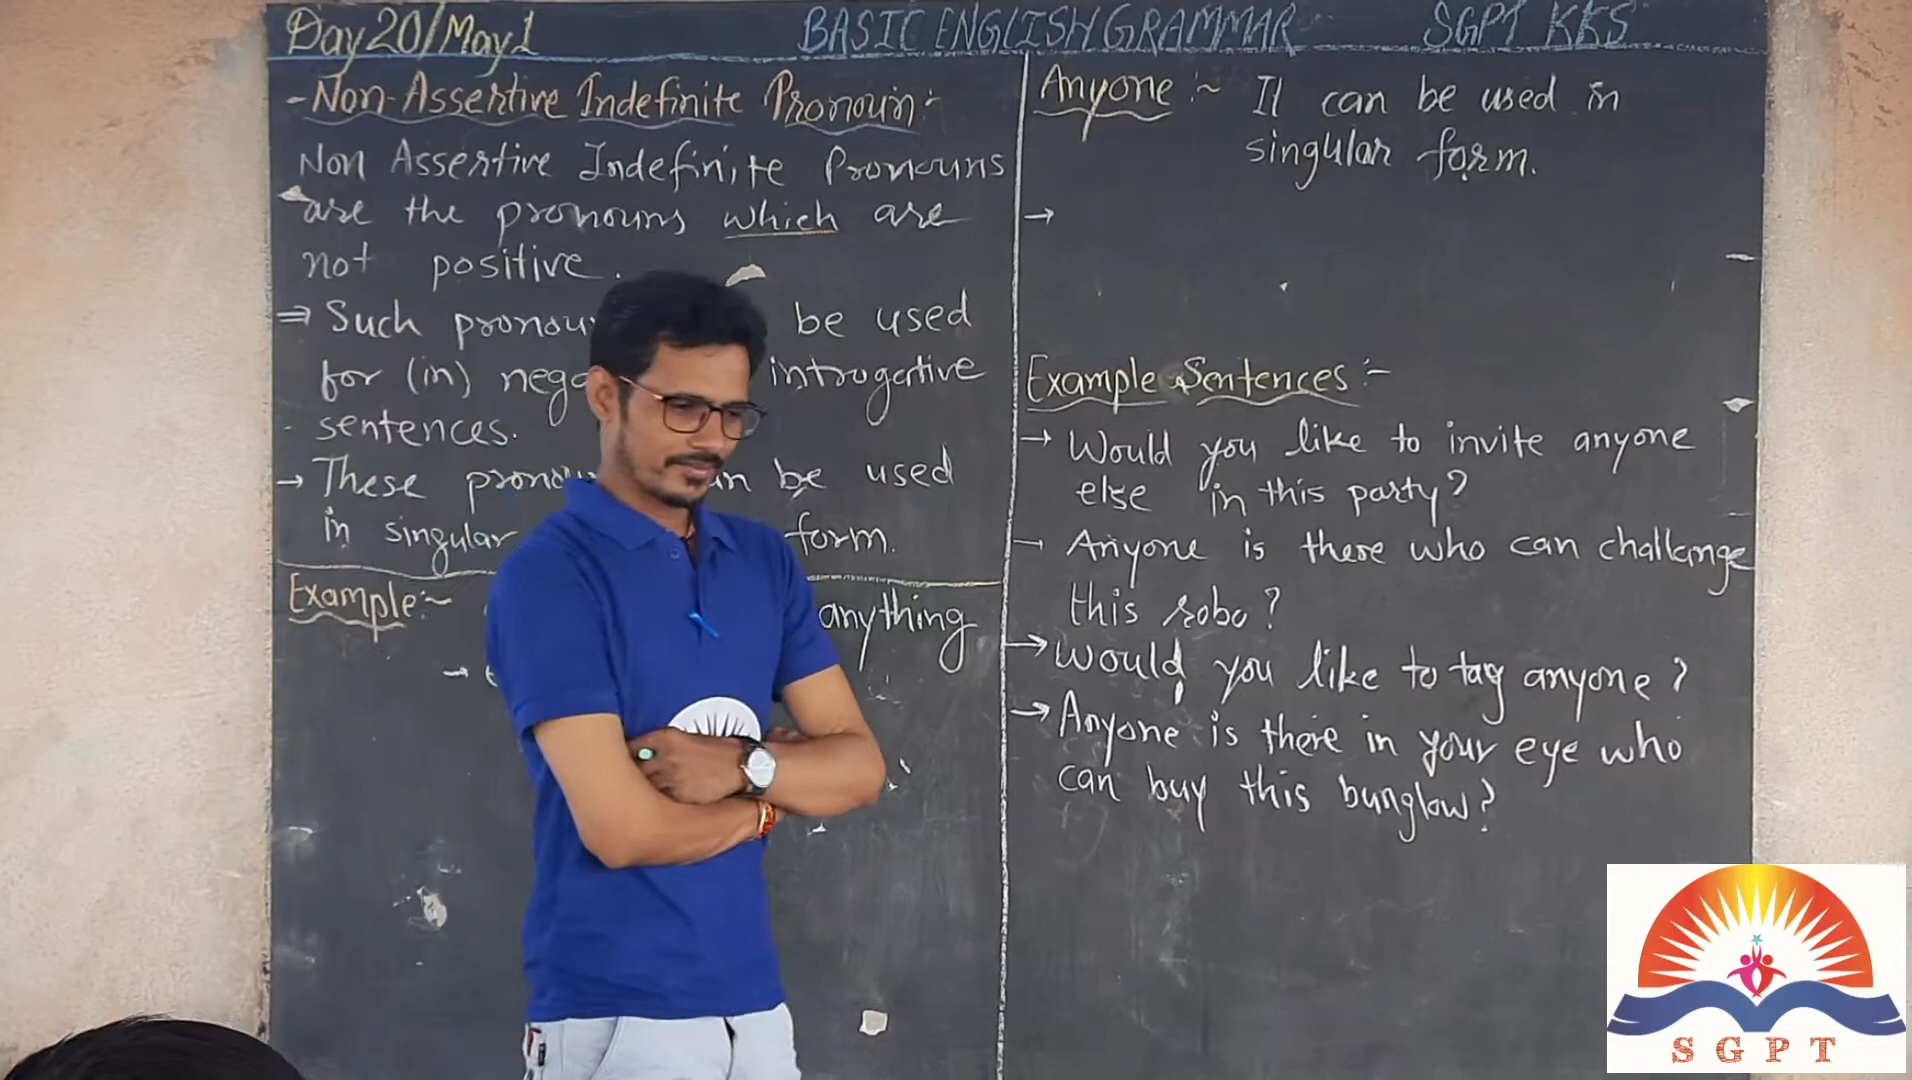 Day 20/May 1
BASIC ENGLISH GRAMMAR
SGPT KKS
- Non-Assertive Indefinite Pronoun :-
Non Assertive Indefinite Pronouns
are the pronouns which are
not positive.
⇒ Such be used
for (in) introgative
sentences.
→ These be used
in singular form.
Example :~ anything
→
Anyone :~ It can be used in
singular form.
→
Example Sentences :-
→ Would you like to invite anyone
else in this party?
→ Anyone is there who can challenge
this robo?
→ Would you like to tag anyone?
→ Anyone is there in your eye who
can buy this bunglow?
SGPT